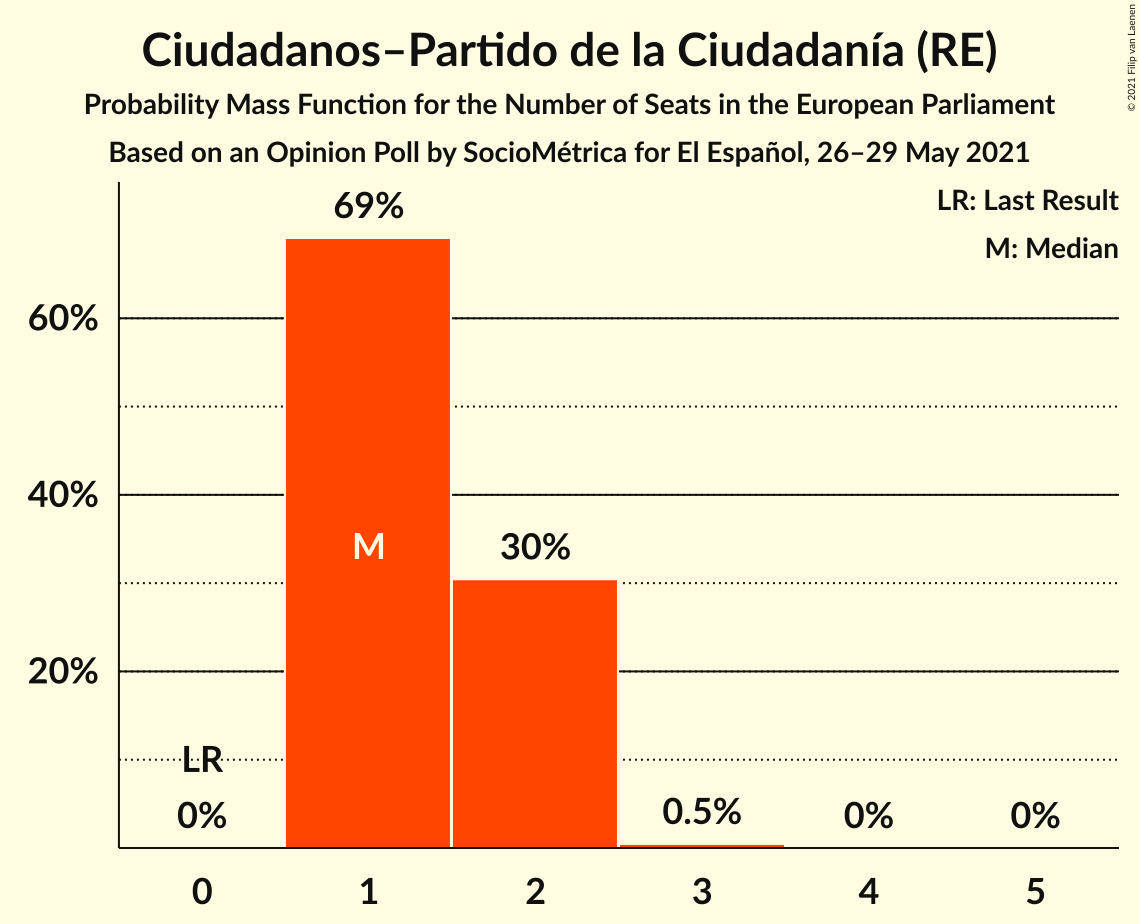 Ciudadanos–Partido de la Ciudadanía (RE)
Probability Mass Function for the Number of Seats in the European Parliament
Based on an Opinion Poll by SocioMétrica for El Español, 26–29 May 2021
© 2021 Filip van Laenen
LR: Last Result
M: Median
69%
60%
40%
M
30%
20%
LR
0%
0.5%
0%
0%
0 1 2 3 4 5